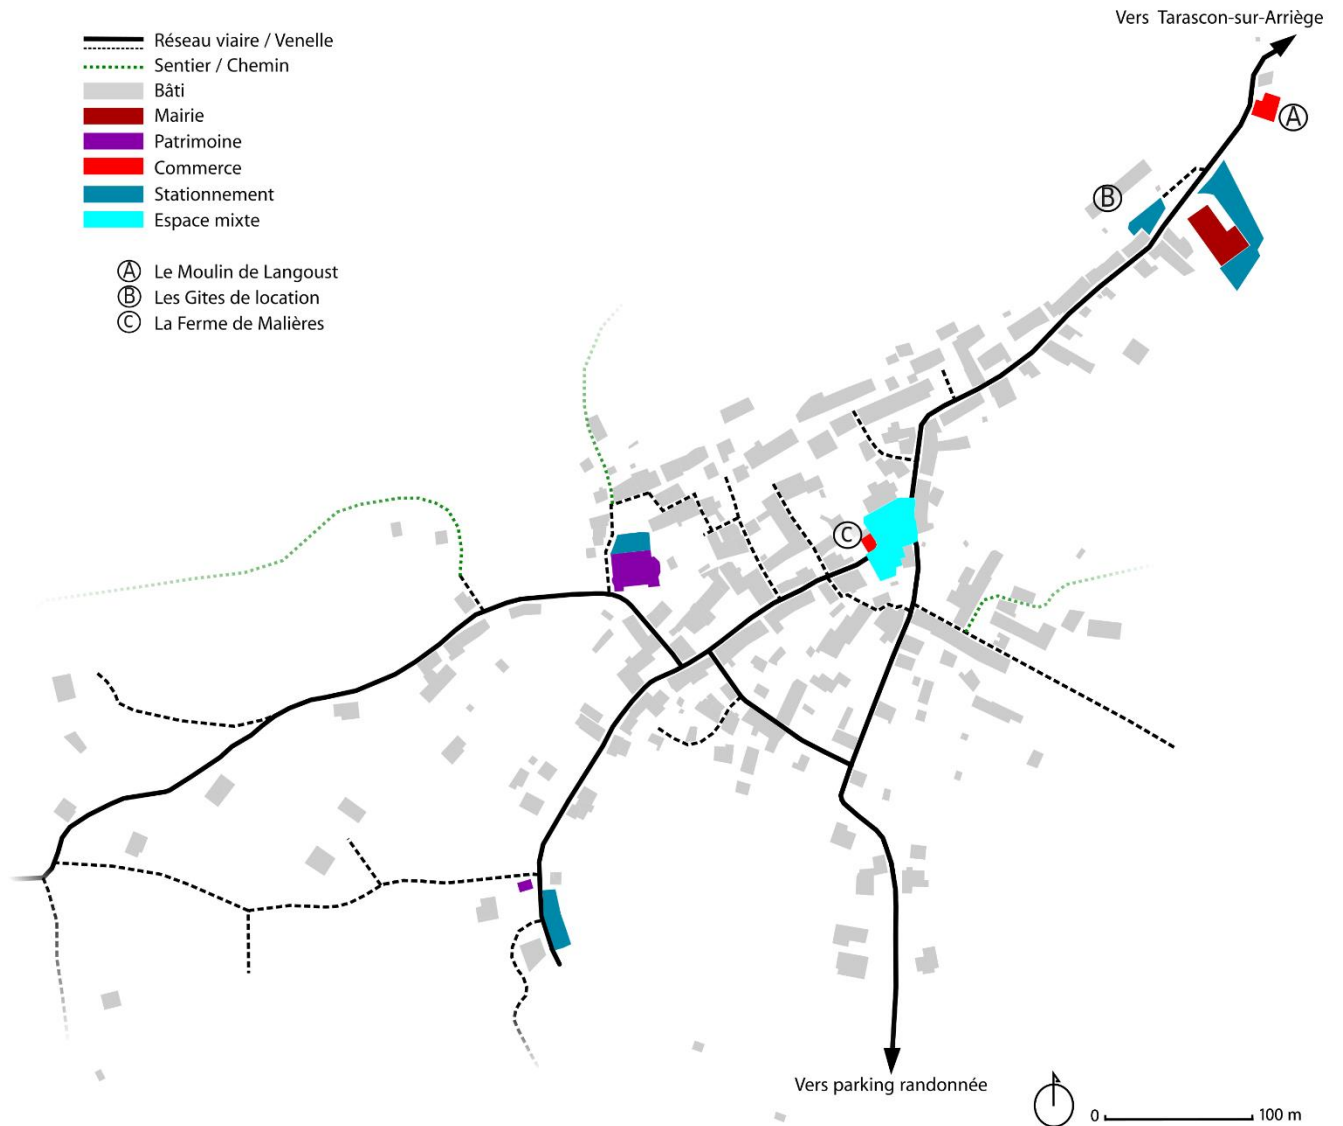 Vers Tarascon-sur-Arriège
Réseau viaire / Venelle
Sentier / Chemin
Bâti
Mairie
Patrimoine
Commerce
Stationnement
Espace mixte
A Le Moulin de Langoust
B Les Gites de location
C La Ferme de Malières
A
B
C
Vers parking randonnée
0 100 m